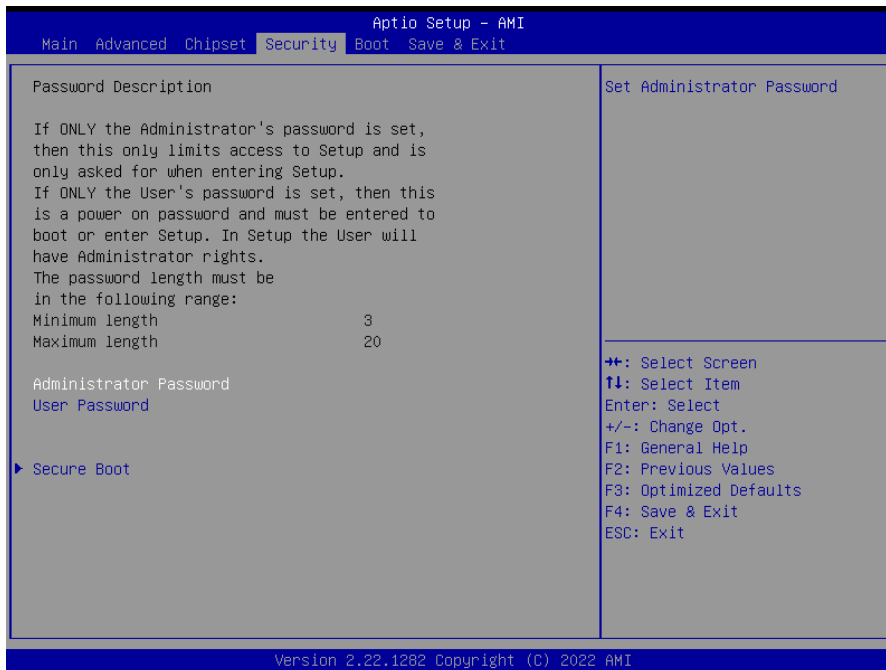 Aptio Setup - AMI
Main Advanced Chipset Security Boot Save & Exit
Password Description
If ONLY the Administrator's password is set,
then this only limits access to Setup and is
only asked for when entering Setup.
If ONLY the User's password is set, then this
is a power on password and must be entered to
boot or enter Setup. In Setup the User will
have Administrator rights.
The password length must be
in the following range:
Minimum length 3
Maximum length 20
Administrator Password
User Password
Secure Boot
Set Administrator Password
→←: Select Screen
↑↓: Select Item
Enter: Select
+/-: Change Opt.
F1: General Help
F2: Previous Values
F3: Optimized Defaults
F4: Save & Exit
ESC: Exit
Version 2.22.1282 Copyright (C) 2022 AMI